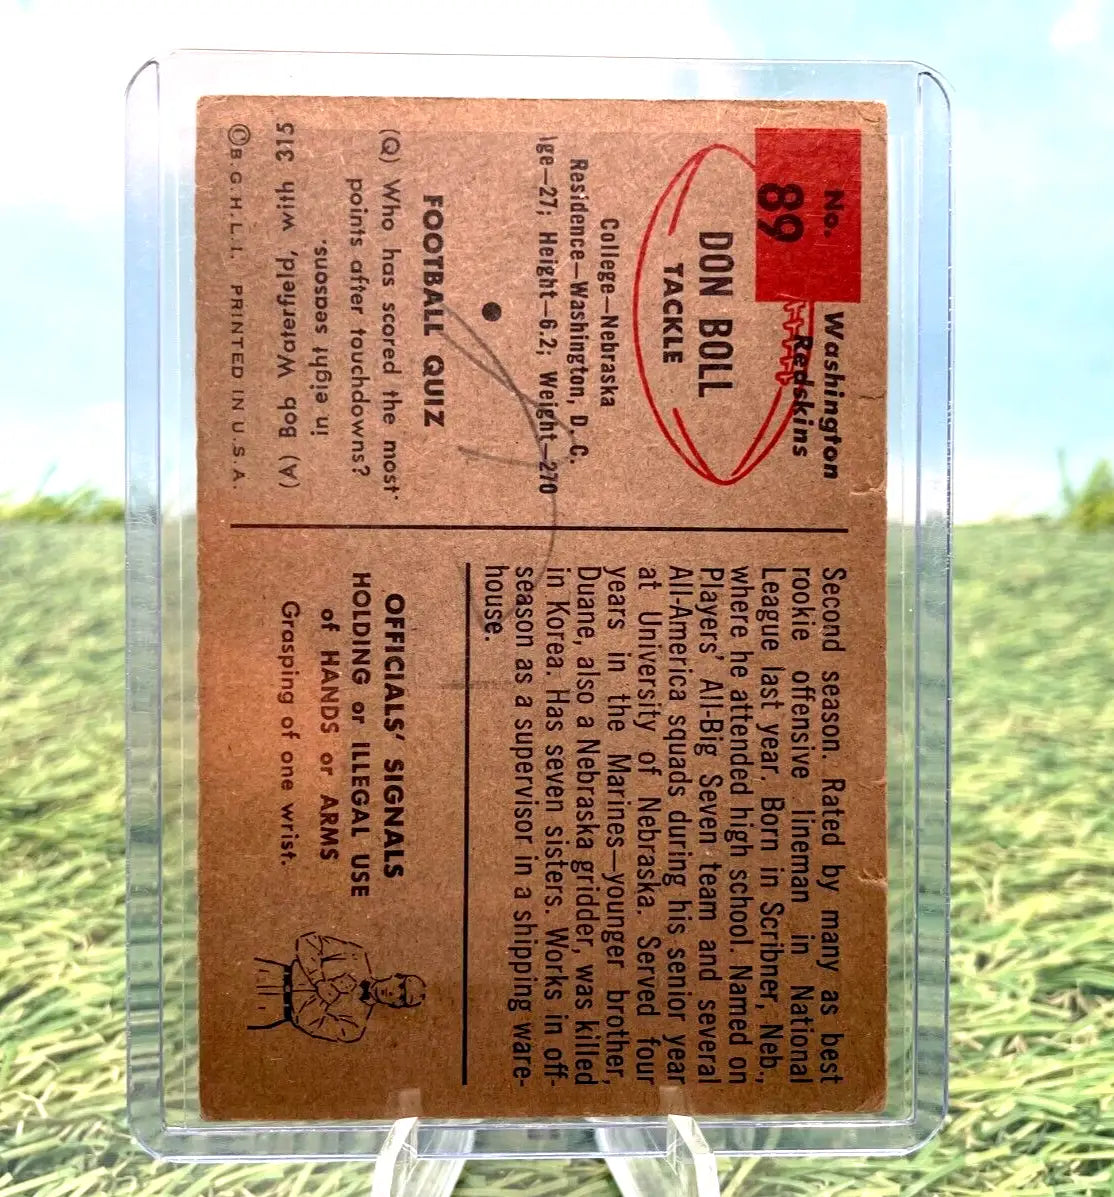 No.
89
Washington
Redskins
DON BOLL
TACKLE
College—Nebraska
Residence—Washington, D. C.
Age—27; Height—6.2; Weight—270
FOOTBALL QUIZ
(Q) Who has scored the most
points after touchdowns?
(A) Bob Waterfield, with 315
in eight seasons.
©B.G.H.L.I. PRINTED IN U.S.A.
Second season. Rated by many as best
rookie offensive lineman in National
League last year. Born in Scribner, Neb.,
where he attended high school. Named on
Players' All-Big Seven team and several
All-America squads during his senior year
at University of Nebraska. Served four
years in the Marines—younger brother,
Duane, also a Nebraska gridder, was killed
in Korea. Has seven sisters. Works in off-
season as a supervisor in a shipping ware-
house.
OFFICIALS' SIGNALS
HOLDING or ILLEGAL USE
of HANDS or ARMS
Grasping of one wrist.